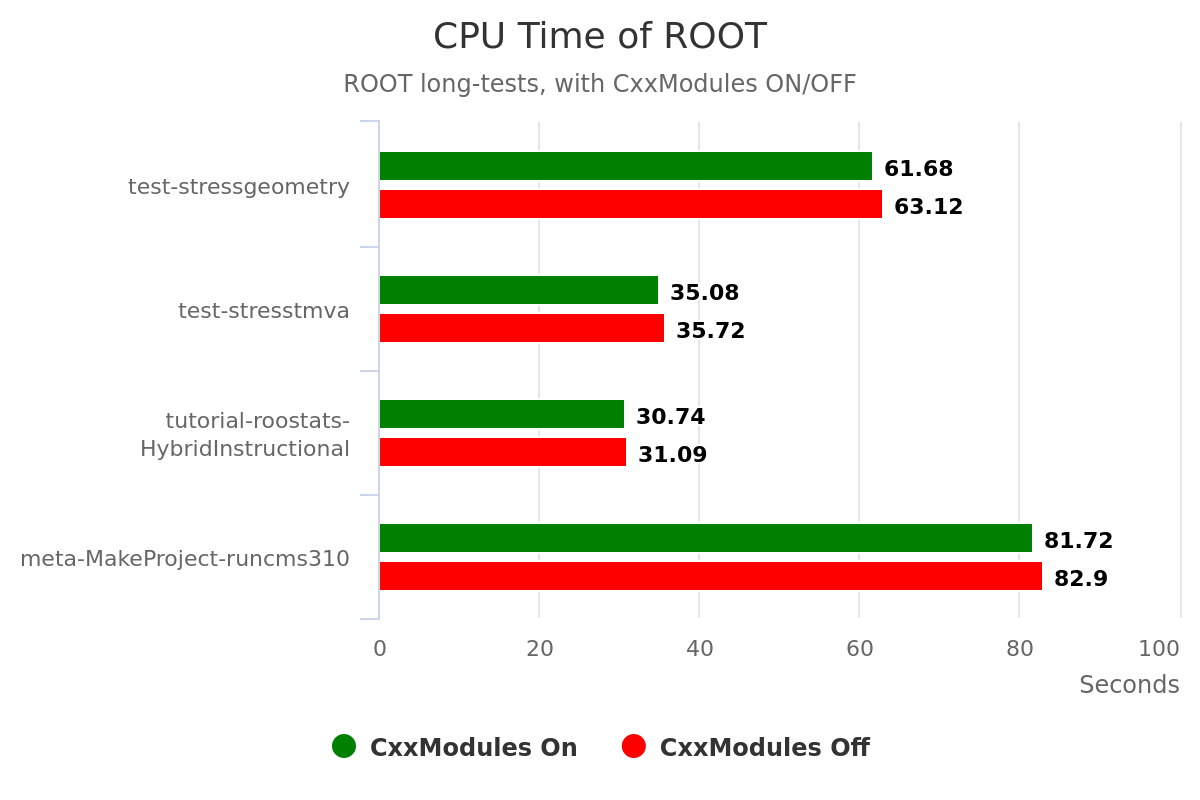 CPU Time of ROOT
ROOT long-tests, with CxxModules ON/OFF
test-stressgeometry
61.68
63.12
test-stresstmva
35.08
35.72
tutorial-roostats-
HybridInstructional
30.74
31.09
meta-MakeProject-runcms310
81.72
82.9
0 20 40 60 80 100
Seconds
CxxModules On CxxModules Off